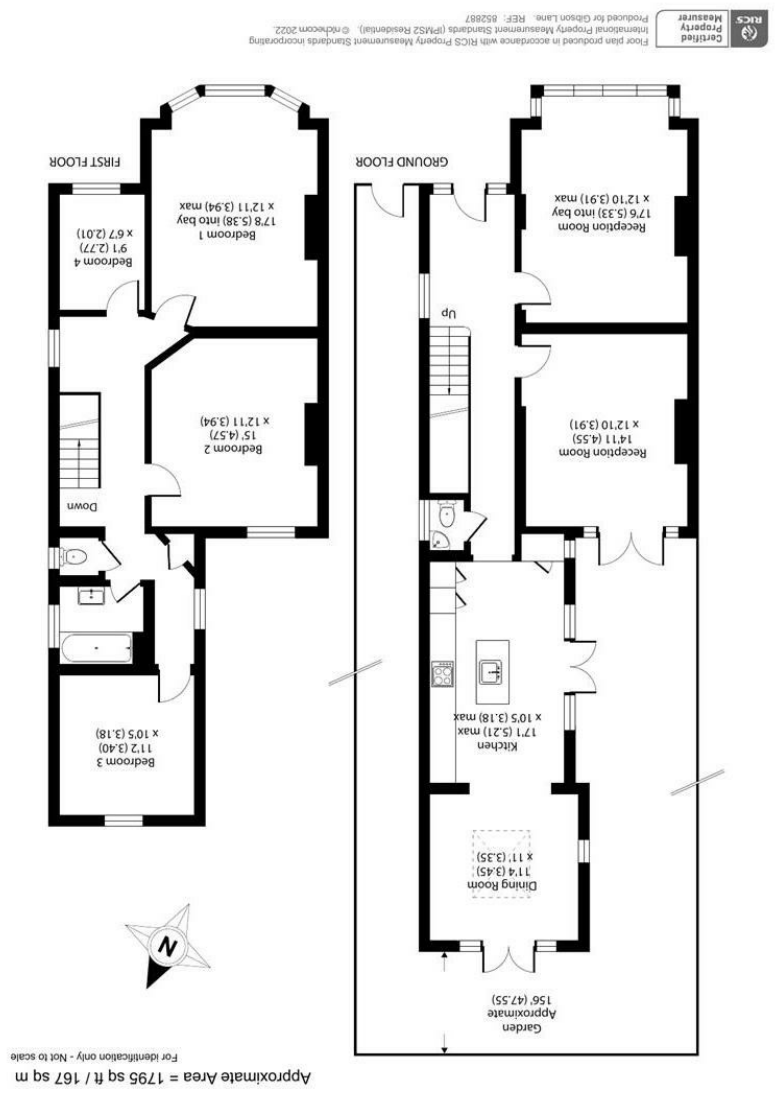 Approximate Area = 1795 sq ft / 167 sq m
For identification only - Not to scale
N
Garden
Approximate
156' (47.55)
Dining Room
11'4 (3.45)
x 11' (3.35)
Kitchen
17'1 (5.21) max
x 10'5 (3.18) max
Reception Room
14'11 (4.55)
x 12'10 (3.91)
Up
Reception Room
17'6 (5.33) into bay
x 12'10 (3.91) max
GROUND FLOOR
Bedroom 3
11'2 (3.40)
x 10'5 (3.18)
Down
Bedroom 2
15' (4.57)
x 12'11 (3.94)
Bedroom 4
9'1 (2.77)
x 6'7 (2.01)
Bedroom 1
17'8 (5.38) into bay
x 12'11 (3.94) max
FIRST FLOOR
RICS
Certified
Property
Measurer
Floor plan produced in accordance with RICS Property Measurement Standards incorporating
International Property Measurement Standards (IPMS2 Residential). © nichecom 2022.
Produced for Gibson Lane. REF: 852887